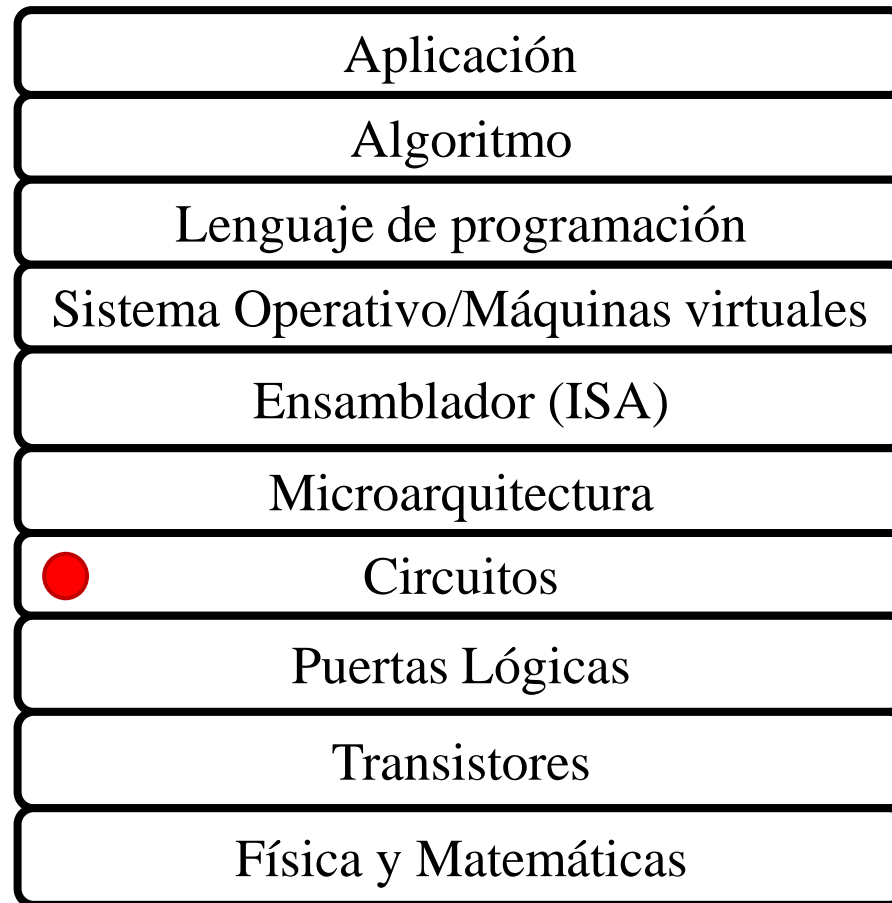 Aplicación
Algoritmo
Lenguaje de programación
Sistema Operativo/Máquinas virtuales
Ensamblador (ISA)
Microarquitectura
Circuitos
Puertas Lógicas
Transistores
Física y Matemáticas